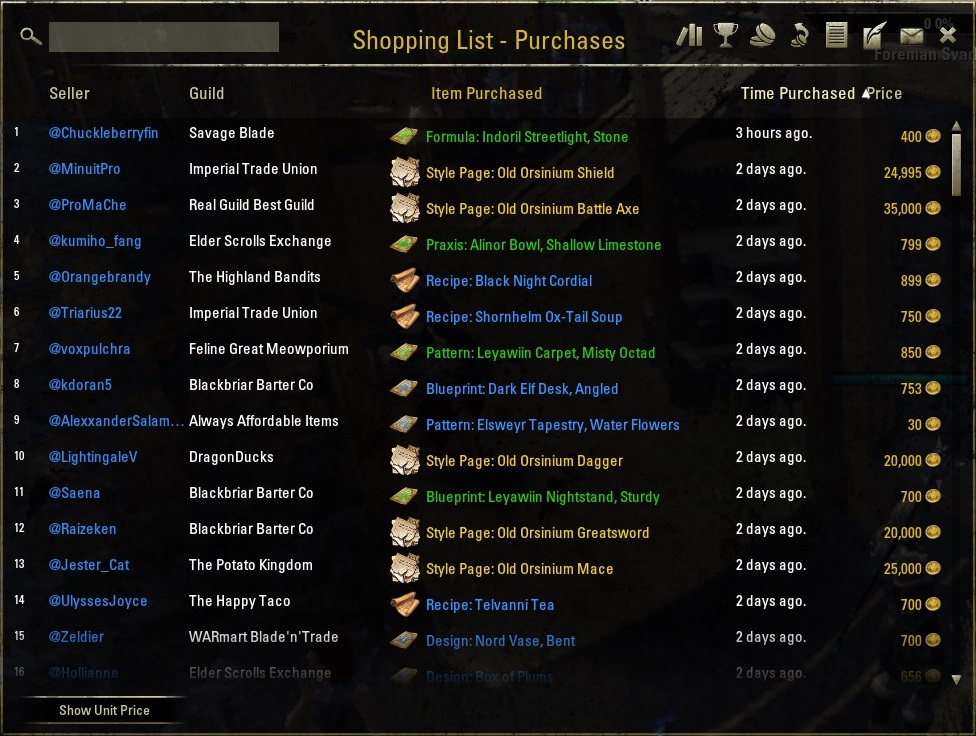 0 0%
Shopping List - Purchases
Foreman Svag
Seller Guild Item Purchased Time Purchased Price
1 @Chuckleberryfin Savage Blade Formula: Indoril Streetlight, Stone 3 hours ago. 400
2 @MinuitPro Imperial Trade Union Style Page: Old Orsinium Shield 2 days ago. 24,995
3 @ProMaChe Real Guild Best Guild Style Page: Old Orsinium Battle Axe 2 days ago. 35,000
4 @kumiho_fang Elder Scrolls Exchange Praxis: Alinor Bowl, Shallow Limestone 2 days ago. 799
5 @Orangebrandy The Highland Bandits Recipe: Black Night Cordial 2 days ago. 899
6 @Triarius22 Imperial Trade Union Recipe: Shornhelm Ox-Tail Soup 2 days ago. 750
7 @voxpulchra Feline Great Meowporium Pattern: Leyawiin Carpet, Misty Octad 2 days ago. 850
8 @kdoran5 Blackbriar Barter Co Blueprint: Dark Elf Desk, Angled 2 days ago. 753
9 @AlexxanderSalam... Always Affordable Items Pattern: Elsweyr Tapestry, Water Flowers 2 days ago. 30
10 @LightingaleV DragonDucks Style Page: Old Orsinium Dagger 2 days ago. 20,000
11 @Saena Blackbriar Barter Co Blueprint: Leyawiin Nightstand, Sturdy 2 days ago. 700
12 @Raizeken Blackbriar Barter Co Style Page: Old Orsinium Greatsword 2 days ago. 20,000
13 @Jester_Cat The Potato Kingdom Style Page: Old Orsinium Mace 2 days ago. 25,000
14 @UlyssesJoyce The Happy Taco Recipe: Telvanni Tea 2 days ago. 700
15 @Zeldier WARmart Blade'n'Trade Design: Nord Vase, Bent 2 days ago. 700
16 @Hollianne Elder Scrolls Exchange Design: Box of Plums 2 days ago. 656
Show Unit Price